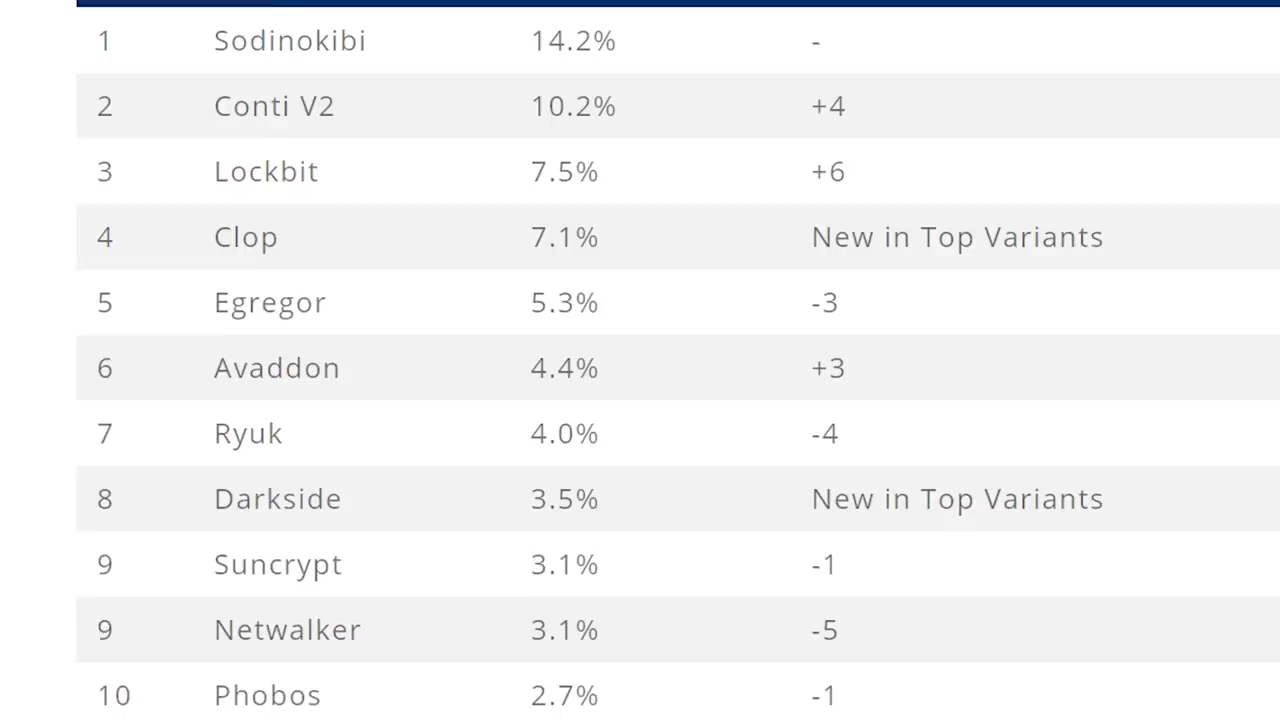 1 Sodinokibi 14.2% -
2 Conti V2 10.2% +4
3 Lockbit 7.5% +6
4 Clop 7.1% New in Top Variants
5 Egregor 5.3% -3
6 Avaddon 4.4% +3
7 Ryuk 4.0% -4
8 Darkside 3.5% New in Top Variants
9 Suncrypt 3.1% -1
9 Netwalker 3.1% -5
10 Phobos 2.7% -1